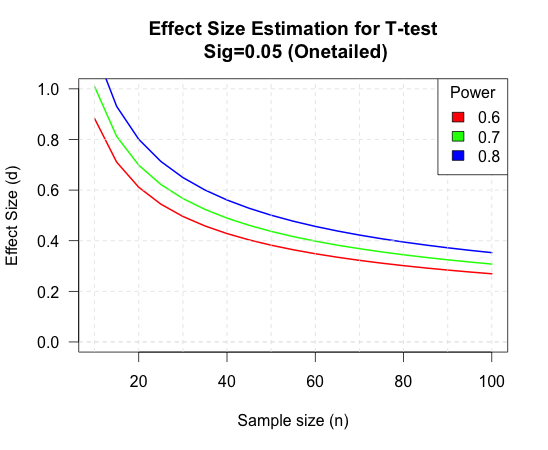 Effect Size Estimation for T-test
Sig=0.05 (Onetailed)
Power
0.6
0.7
0.8
Effect Size (d)
1.0
0.8
0.6
0.4
0.2
0.0
20 40 60 80 100
Sample size (n)